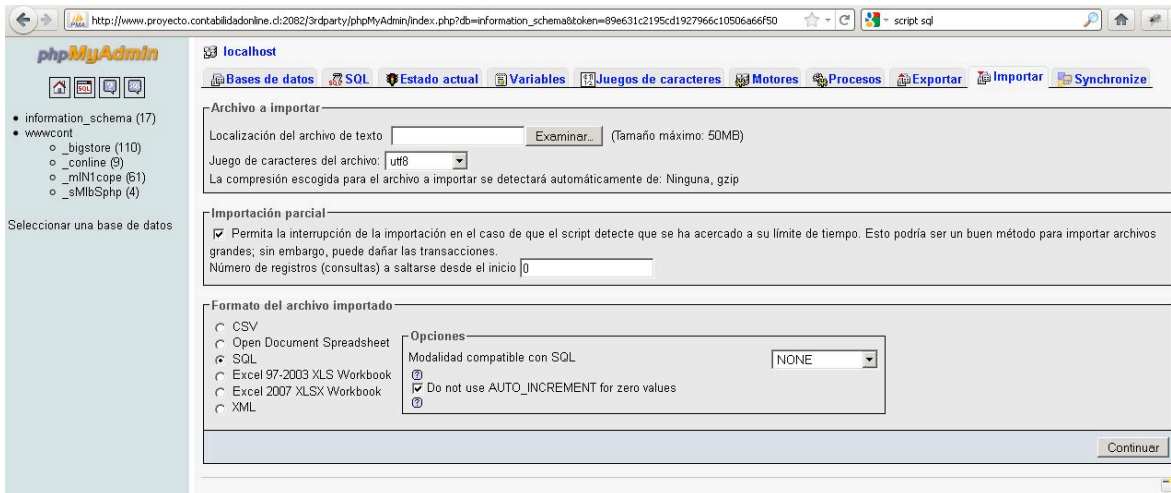 http://www.proyecto.contabilidadonline.cl:2082/3rdparty/phpMyAdmin/index.php?db=information_schema&token=89e631c2195cd1927966c10506a66f50
script sql
phpMyAdmin
localhost
Bases de datos SQL Estado actual Variables Juegos de caracteres Motores Procesos Exportar Importar Synchronize
SQL
information_schema (17)
wwwcont
_bigstore (110)
_conline (9)
_mIN1cope (61)
_sMlbSphp (4)
Seleccionar una base de datos
Archivo a importar
Localización del archivo de texto Examinar... (Tamaño máximo: 50MB)
Juego de caracteres del archivo: utf8
La compresión escogida para el archivo a importar se detectará automáticamente de: Ninguna, gzip
Importación parcial
Permita la interrupción de la importación en el caso de que el script detecte que se ha acercado a su límite de tiempo. Esto podría ser un buen método para importar archivos
grandes; sin embargo, puede dañar las transacciones.
Número de registros (consultas) a saltarse desde el inicio 0
Formato del archivo importado
CSV
Open Document Spreadsheet
SQL
Excel 97-2003 XLS Workbook
Excel 2007 XLSX Workbook
XML
Opciones
Modalidad compatible con SQL NONE
Do not use AUTO_INCREMENT for zero values
Continuar